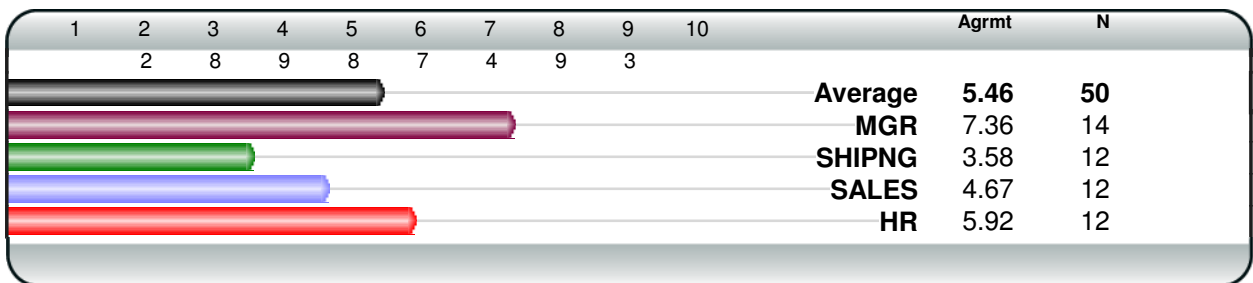 1 2 3 4 5 6 7 8 9 10 Agrmt N
2 8 9 8 7 4 9 3
Average 5.46 50
MGR 7.36 14
SHIPNG 3.58 12
SALES 4.67 12
HR 5.92 12